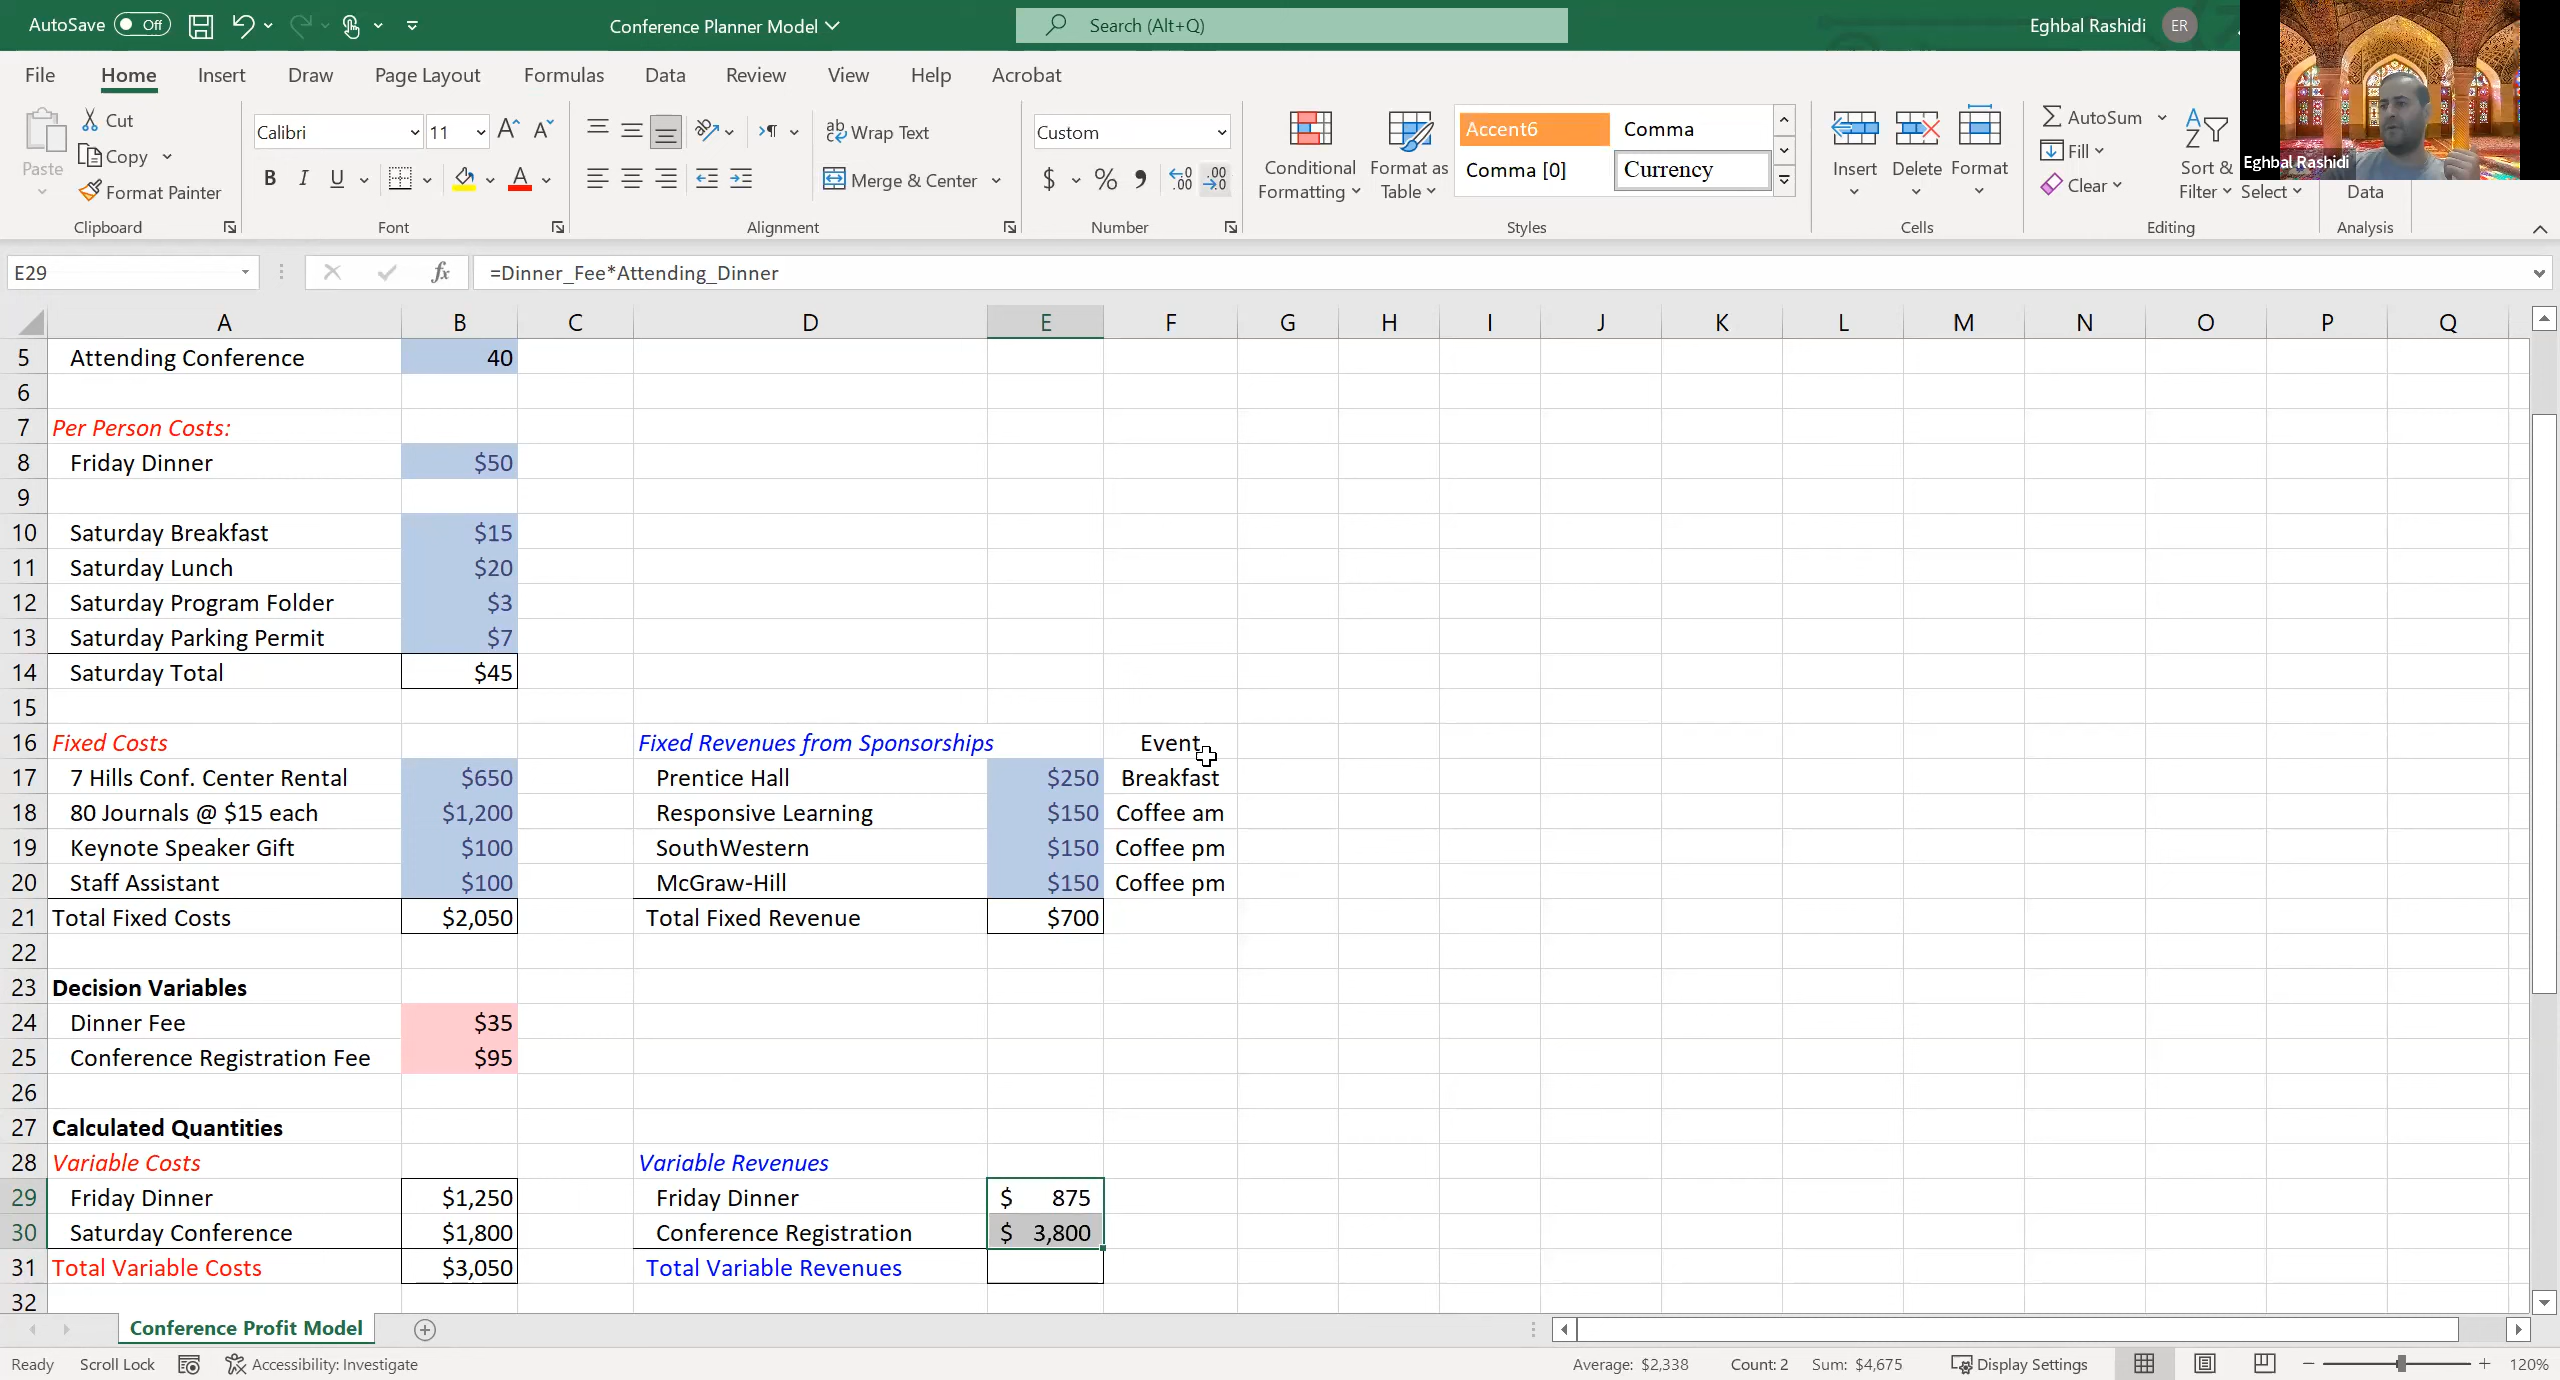 AutoSave Off Conference Planner Model Search (Alt+Q) Eghbal Rashidi ER
File Home Insert Draw Page Layout Formulas Data Review View Help Acrobat
Paste Cut Copy Format Painter Clipboard
Calibri 11 B I U A Font
ab Wrap Text Merge & Center Alignment
Custom $ % Number
Conditional Formatting Format as Table
Accent6 Comma
Comma [0] Currency
Styles
Insert Delete Format Cells
AutoSum Fill Clear Sort & Filter Select Editing
Data Analysis
Eghbal Rashidi
E29 fx =Dinner_Fee*Attending_Dinner
A B C D E F G H I J K L M N O P Q
5 Attending Conference 40
6
7 Per Person Costs:
8 Friday Dinner $50
9
10 Saturday Breakfast $15
11 Saturday Lunch $20
12 Saturday Program Folder $3
13 Saturday Parking Permit $7
14 Saturday Total $45
15
16 Fixed Costs Fixed Revenues from Sponsorships Event
17 7 Hills Conf. Center Rental $650 Prentice Hall $250 Breakfast
18 80 Journals @ $15 each $1,200 Responsive Learning $150 Coffee am
19 Keynote Speaker Gift $100 SouthWestern $150 Coffee pm
20 Staff Assistant $100 McGraw-Hill $150 Coffee pm
21 Total Fixed Costs $2,050 Total Fixed Revenue $700
22
23 Decision Variables
24 Dinner Fee $35
25 Conference Registration Fee $95
26
27 Calculated Quantities
28 Variable Costs Variable Revenues
29 Friday Dinner $1,250 Friday Dinner $ 875
30 Saturday Conference $1,800 Conference Registration $ 3,800
31 Total Variable Costs $3,050 Total Variable Revenues
32
Conference Profit Model
Ready Scroll Lock Accessibility: Investigate Average: $2,338 Count: 2 Sum: $4,675 Display Settings 120%